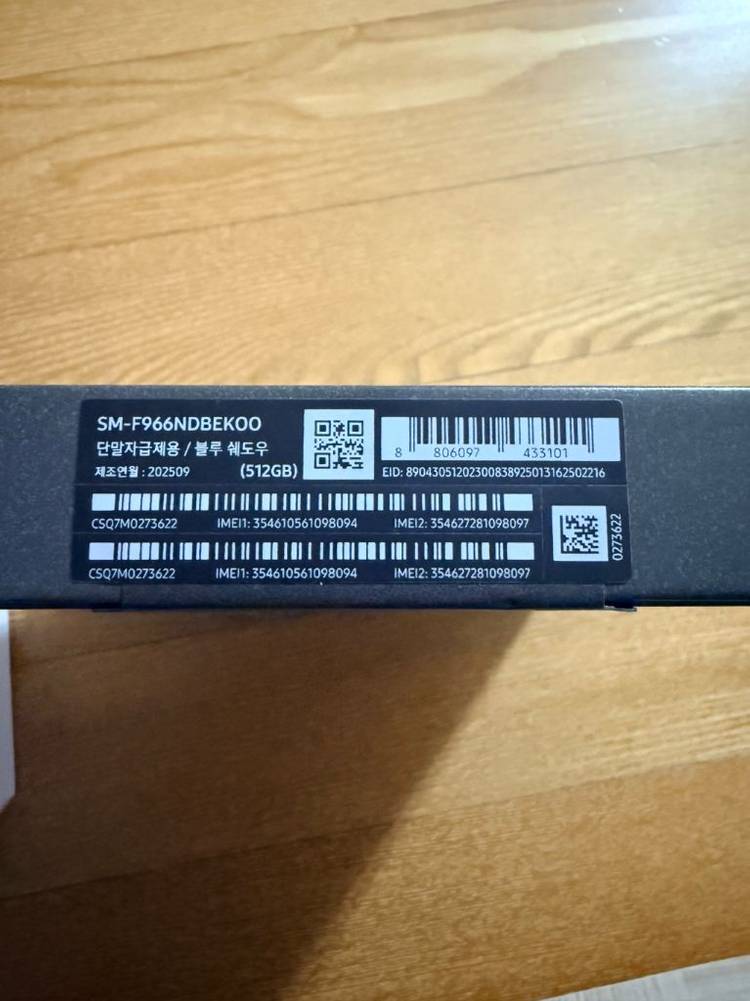 SM-F966NDBEKOO
단말자급제용 / 블루 쉐도우
제조연월 : 202509 (512GB)
8 806097 433101
EID: 89043051202300838925013162502216
CSQ7M0273622 IMEI1: 354610561098094 IMEI2: 354627281098097
CSQ7M0273622 IMEI1: 354610561098094 IMEI2: 354627281098097
0273622